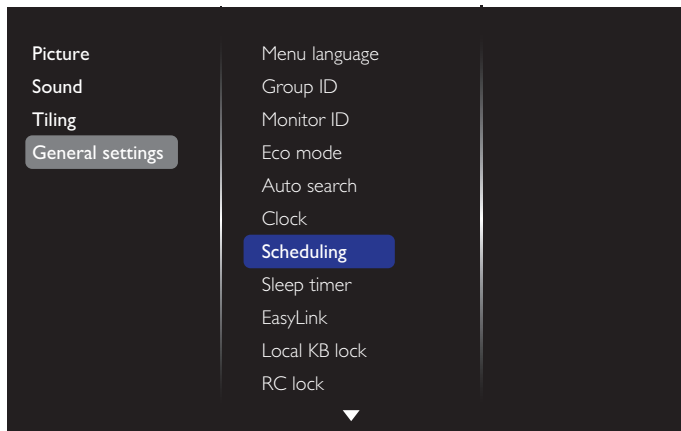 Picture
Sound
Tiling
General settings
Menu language
Group ID
Monitor ID
Eco mode
Auto search
Clock
Scheduling
Sleep timer
EasyLink
Local KB lock
RC lock